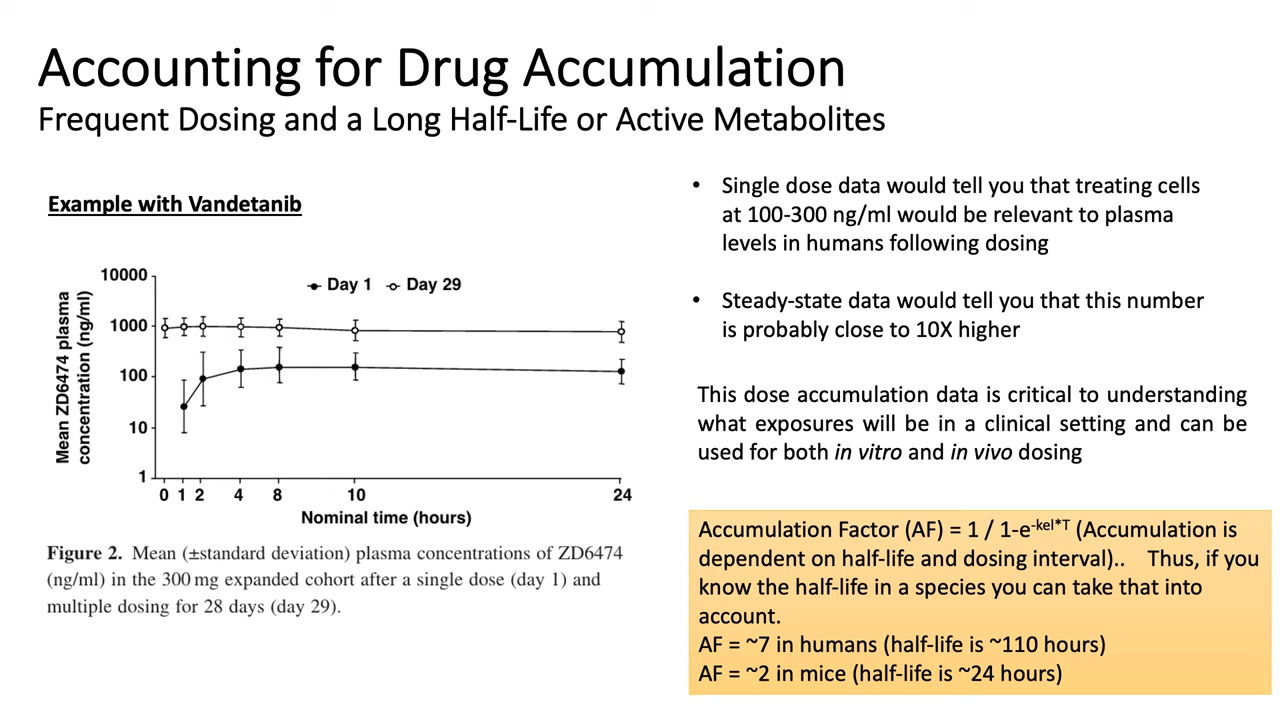 Accounting for Drug Accumulation
Frequent Dosing and a Long Half-Life or Active Metabolites
Example with Vandetanib
Mean ZD6474 plasma
concentration (ng/ml)
10000
1000
100
10
1
Day 1
Day 29
0 1 2 4 8 10 24
Nominal time (hours)
Figure 2. Mean (±standard deviation) plasma concentrations of ZD6474
(ng/ml) in the 300 mg expanded cohort after a single dose (day 1) and
multiple dosing for 28 days (day 29).
• Single dose data would tell you that treating cells
at 100-300 ng/ml would be relevant to plasma
levels in humans following dosing
• Steady-state data would tell you that this number
is probably close to 10X higher
This dose accumulation data is critical to understanding
what exposures will be in a clinical setting and can be
used for both in vitro and in vivo dosing
Accumulation Factor (AF) = 1 / 1-e-kel*T (Accumulation is
dependent on half-life and dosing interval).. Thus, if you
know the half-life in a species you can take that into
account.
AF = ~7 in humans (half-life is ~110 hours)
AF = ~2 in mice (half-life is ~24 hours)